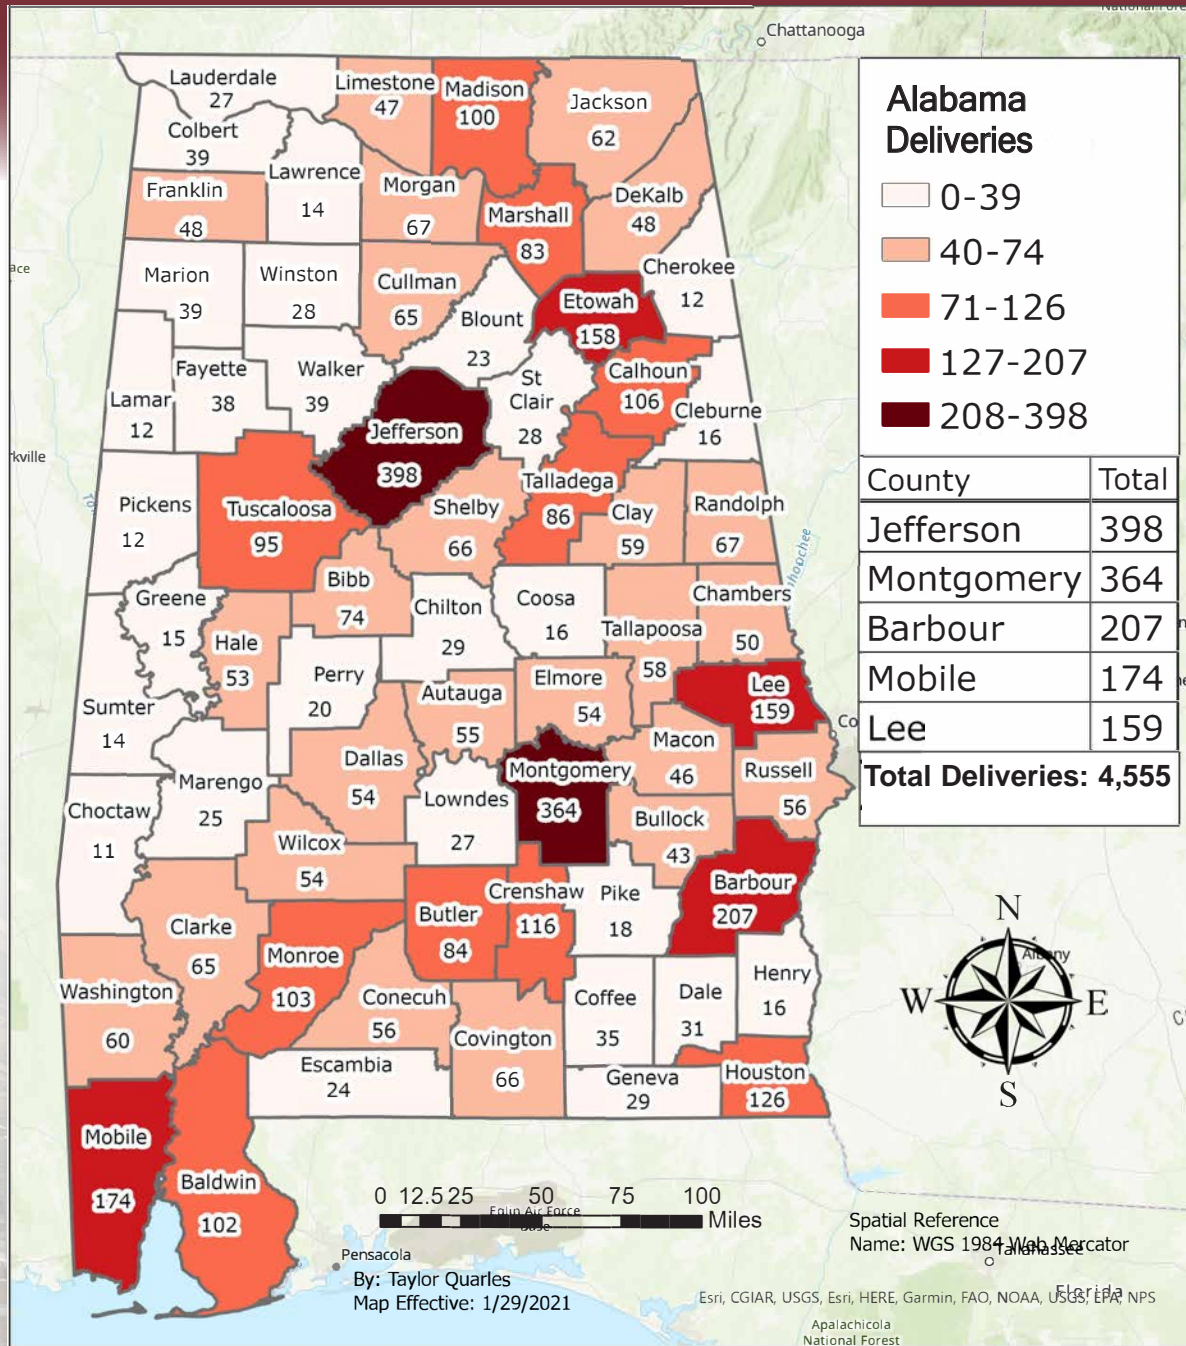 Chattanooga
Lauderdale
27
Limestone
47
Madison
100
Jackson
62
Colbert
39
Lawrence
14
Franklin
48
Morgan
67
Marshall
83
DeKalb
48
Cherokee
12
Marion
39
Winston
28
Cullman
65
Blount
23
Etowah
158
Fayette
38
Walker
39
St
Clair
28
Calhoun
106
Cleburne
16
Lamar
12
Jefferson
398
Pickens
12
Tuscaloosa
95
Shelby
66
Talladega
86
Clay
59
Randolph
67
Greene
15
Hale
53
Bibb
74
Chilton
29
Coosa
16
Tallapoosa
58
Chambers
50
Sumter
14
Perry
20
Autauga
55
Elmore
54
Lee
159
Marengo
25
Dallas
54
Lowndes
27
Montgomery
364
Macon
46
Russell
56
Choctaw
11
Wilcox
54
Bullock
43
Clarke
65
Monroe
103
Butler
84
Crenshaw
116
Pike
18
Barbour
207
Washington
60
Conecuh
56
Covington
66
Coffee
35
Dale
31
Henry
16
Escambia
24
Geneva
29
Houston
126
Mobile
174
Baldwin
102
Alabama
Deliveries
0-39
40-74
71-126
127-207
208-398
County Total
Jefferson 398
Montgomery 364
Barbour 207
Mobile 174
Lee 159
Total Deliveries: 4,555
N
W E
S
Albany
0 12.5 25 50 75 100
Miles
Eglin Air Force
Base
Pensacola
By: Taylor Quarles
Map Effective: 1/29/2021
Spatial Reference
Name: WGS 1984 Web Mercator
Tallahassee
Florida
Esri, CGIAR, USGS, Esri, HERE, Garmin, FAO, NOAA, USGS, EPA, NPS
Apalachicola
National Forest